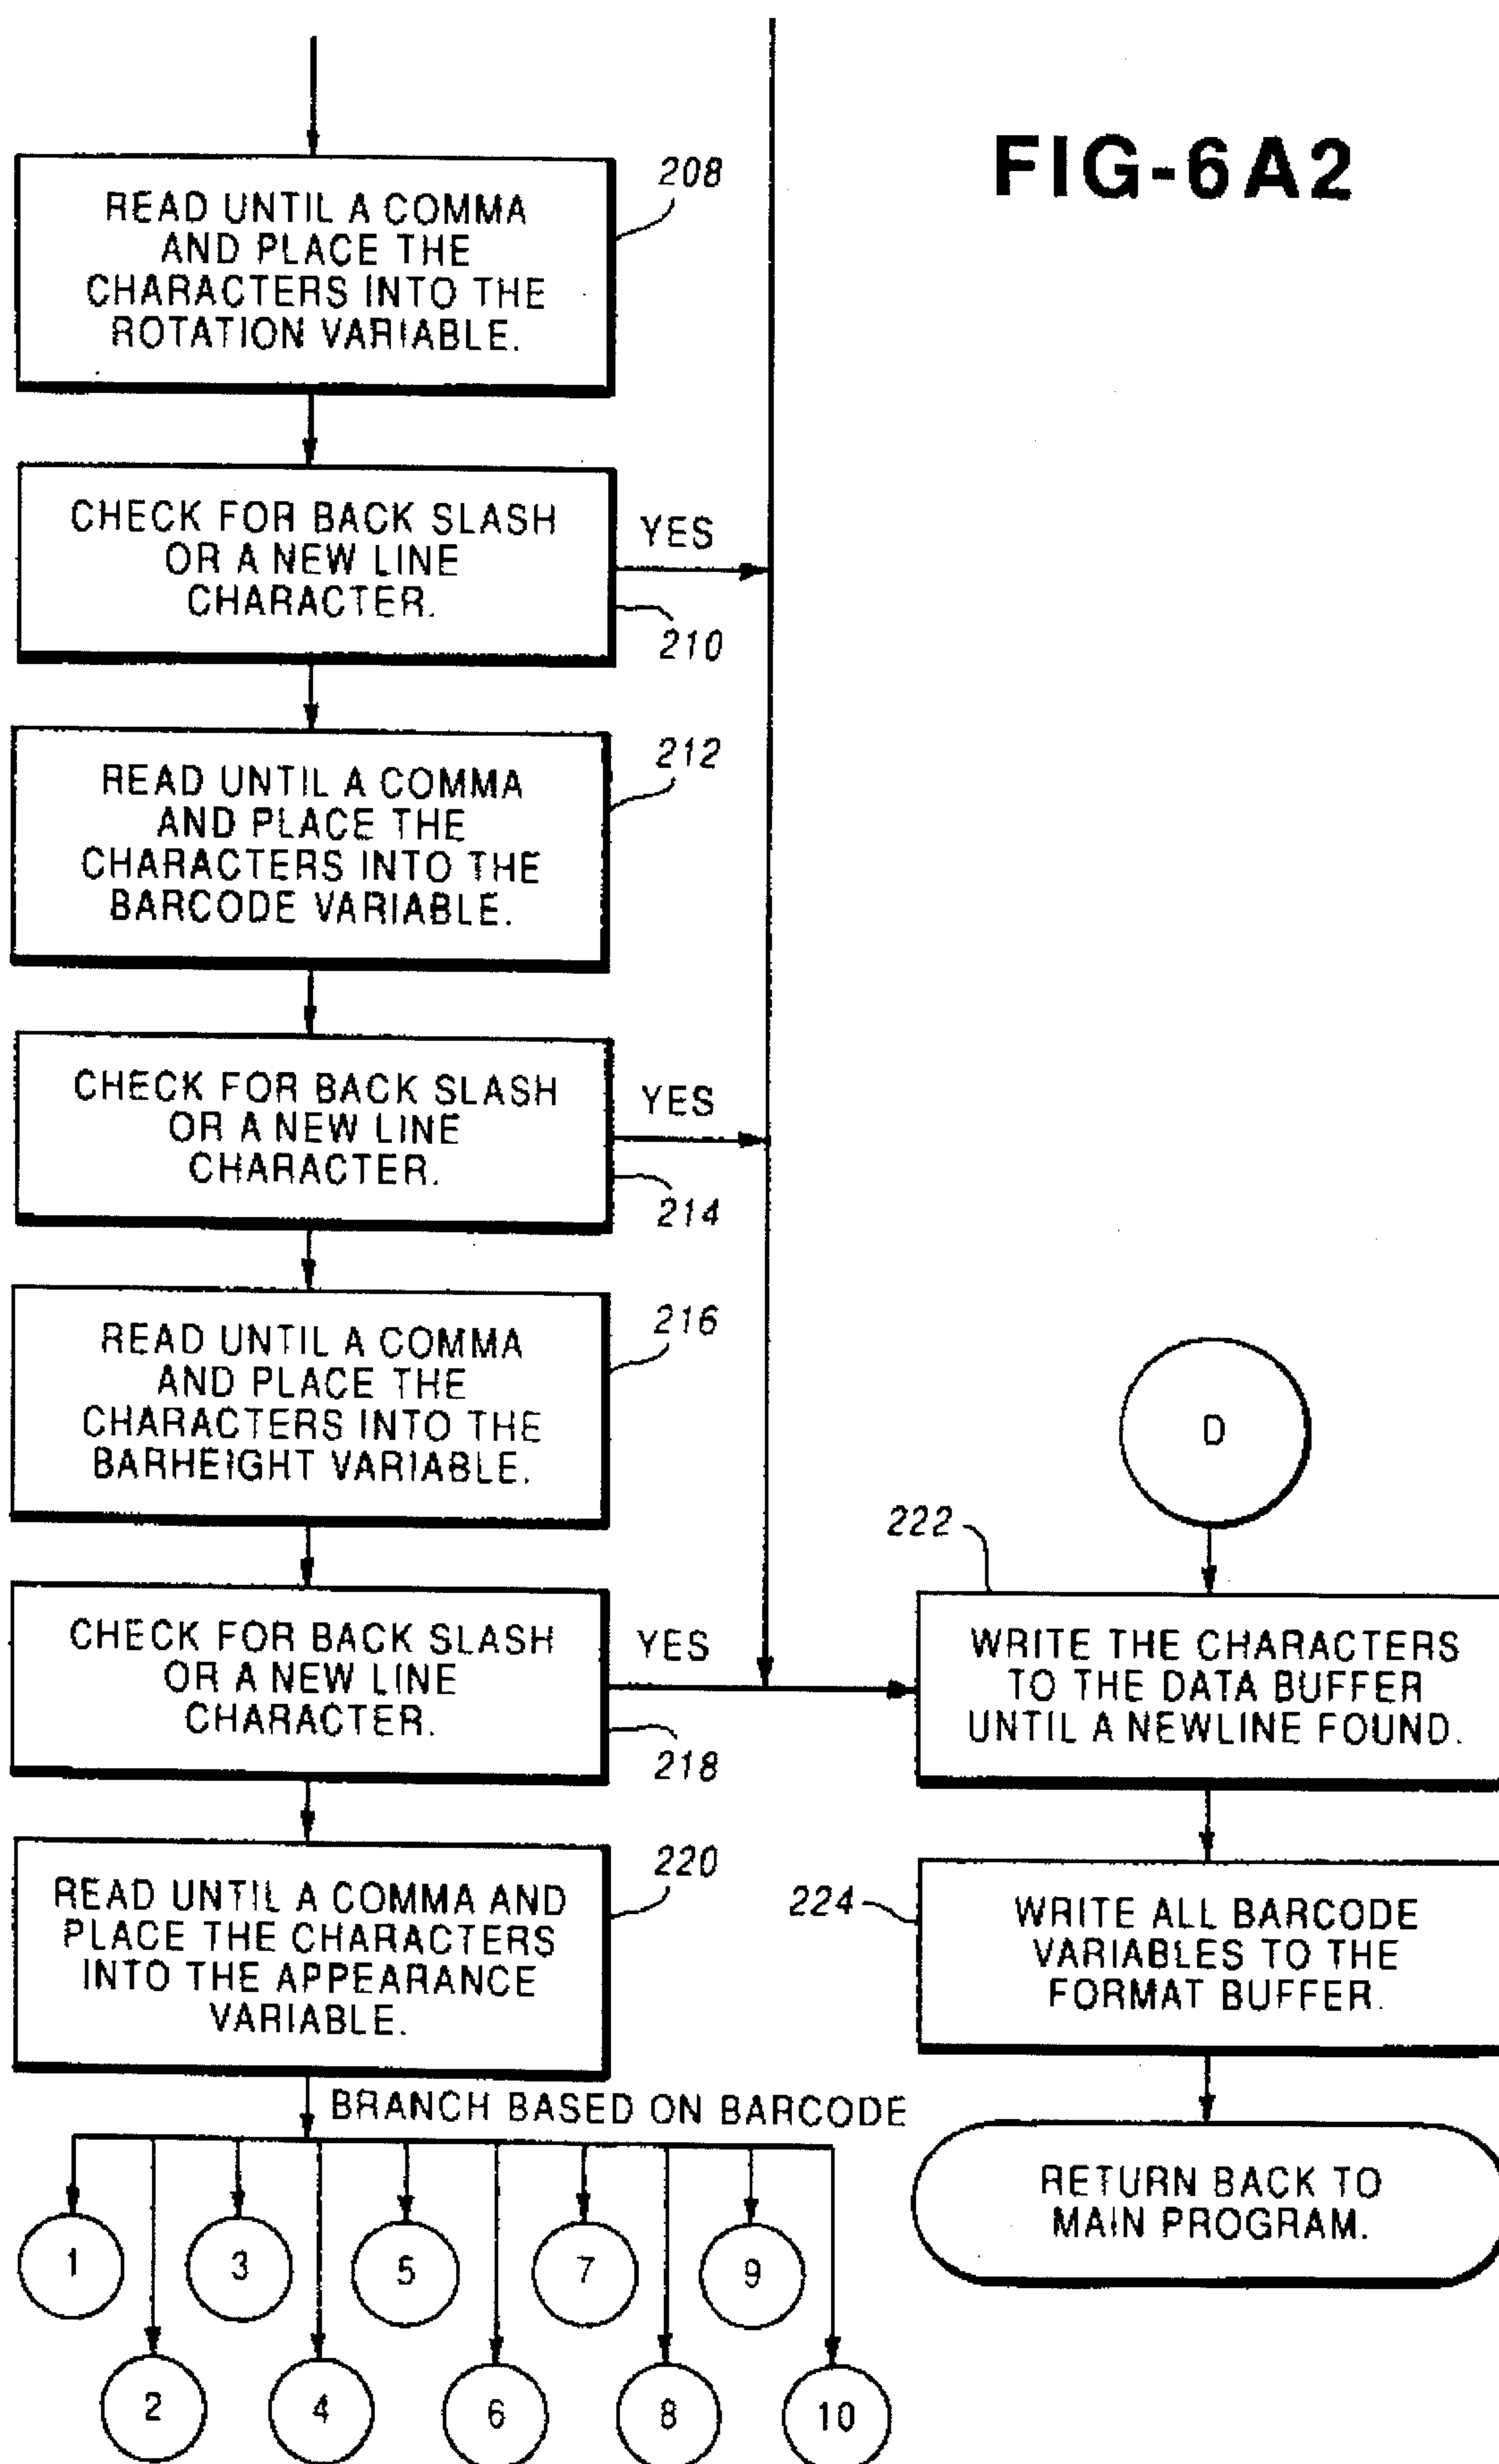 FIG-6A2
208
READ UNTIL A COMMA
AND PLACE THE
CHARACTERS INTO THE
ROTATION VARIABLE.
CHECK FOR BACK SLASH
OR A NEW LINE
CHARACTER.
YES
210
212
READ UNTIL A COMMA
AND PLACE THE
CHARACTERS INTO THE
BARCODE VARIABLE.
CHECK FOR BACK SLASH
OR A NEW LINE
CHARACTER.
YES
214
216
READ UNTIL A COMMA
AND PLACE THE
CHARACTERS INTO THE
BARHEIGHT VARIABLE.
CHECK FOR BACK SLASH
OR A NEW LINE
CHARACTER.
YES
218
220
READ UNTIL A COMMA AND
PLACE THE CHARACTERS
INTO THE APPEARANCE
VARIABLE.
BRANCH BASED ON BARCODE
1
3
5
7
9
2
4
6
8
10
D
222
WRITE THE CHARACTERS
TO THE DATA BUFFER
UNTIL A NEWLINE FOUND.
224
WRITE ALL BARCODE
VARIABLES TO THE
FORMAT BUFFER.
RETURN BACK TO
MAIN PROGRAM.